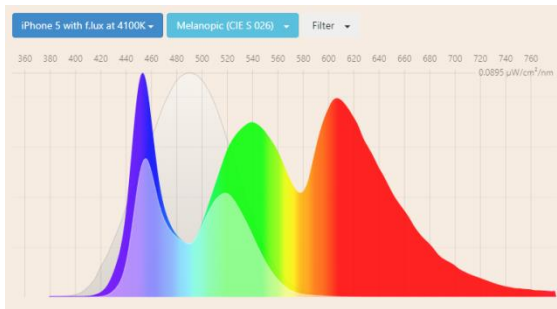 iPhone 5 with f.lux at 4100K
Melanopic (CIE S 026)
Filter
360 380 400 420 440 460 480 500 520 540 560 580 600 620 640 660 680 700 720 740 760
0.0895 µW/cm²/nm